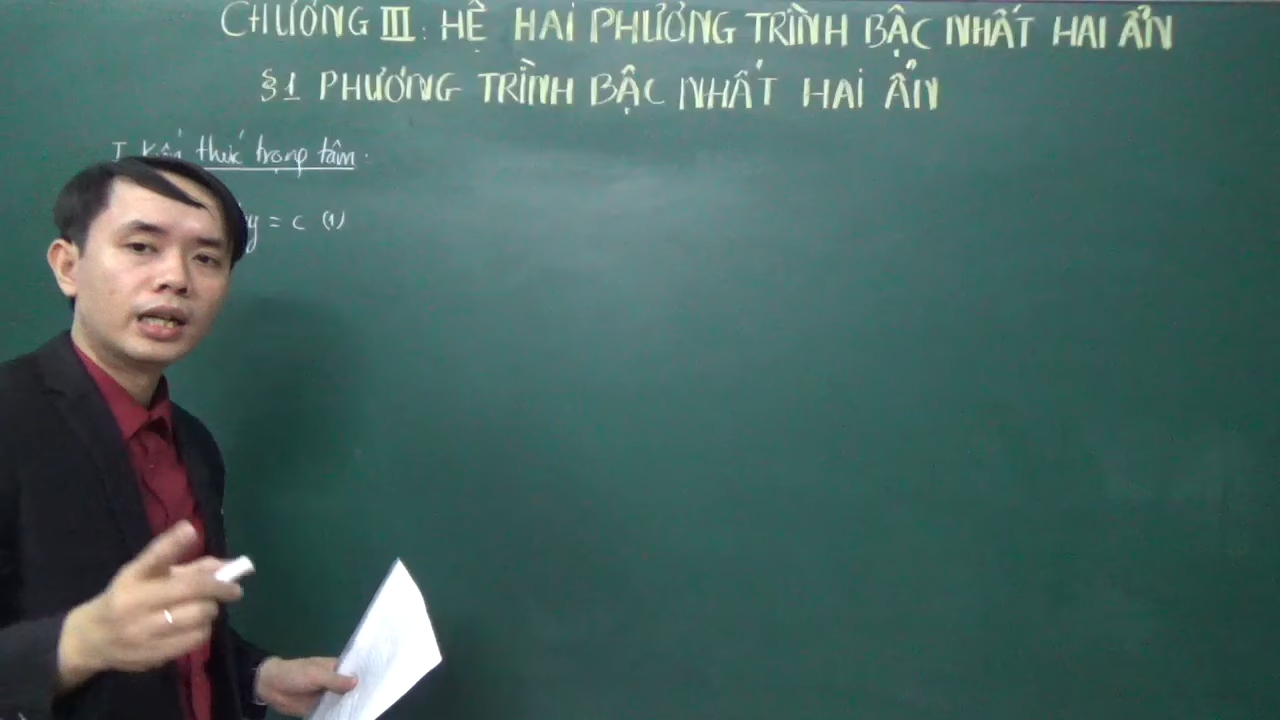 CHƯƠNG III: HỆ HAI PHƯƠNG TRÌNH BẬC NHẤT HAI ẨN
§1 PHƯƠNG TRÌNH BẬC NHẤT HAI ẨN
I. Kiến thức trọng tâm:
y = c (1)